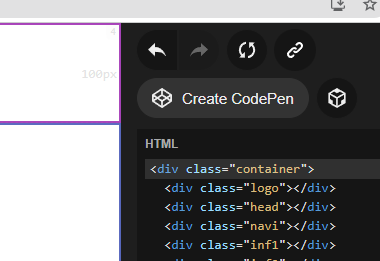 4
100px
Create CodePen
HTML
<div class="container">
<div class="logo"></div>
<div class="head"></div>
<div class="navi"></div>
<div class="inf1"></div>